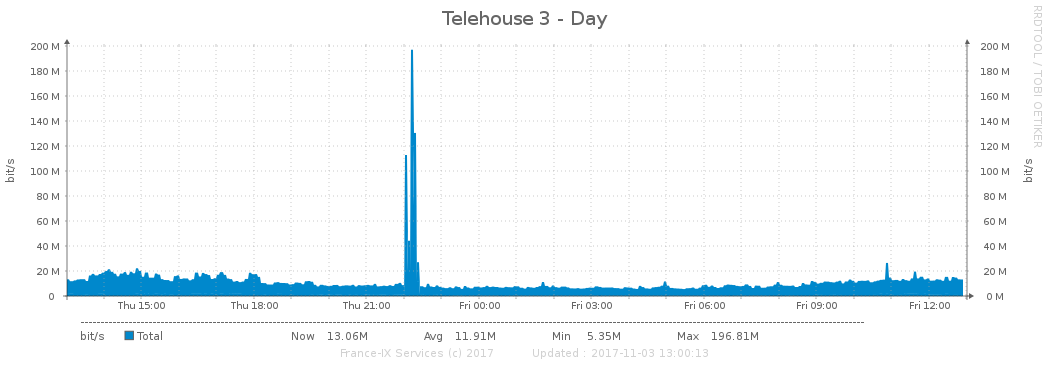 Telehouse 3 - Day
RRDTOOL / TOBI OETIKER
bit/s
200 M 200 M
180 M 180 M
160 M 160 M
140 M 140 M
120 M 120 M
100 M 100 M
80 M 80 M
60 M 60 M
40 M 40 M
20 M 20 M
0 0 M
bit/s
Thu 15:00 Thu 18:00 Thu 21:00 Fri 00:00 Fri 03:00 Fri 06:00 Fri 09:00 Fri 12:00
bit/s Total Now 13.06M Avg 11.91M Min 5.35M Max 196.81M
France-IX Services (c) 2017 Updated : 2017-11-03 13:00:13